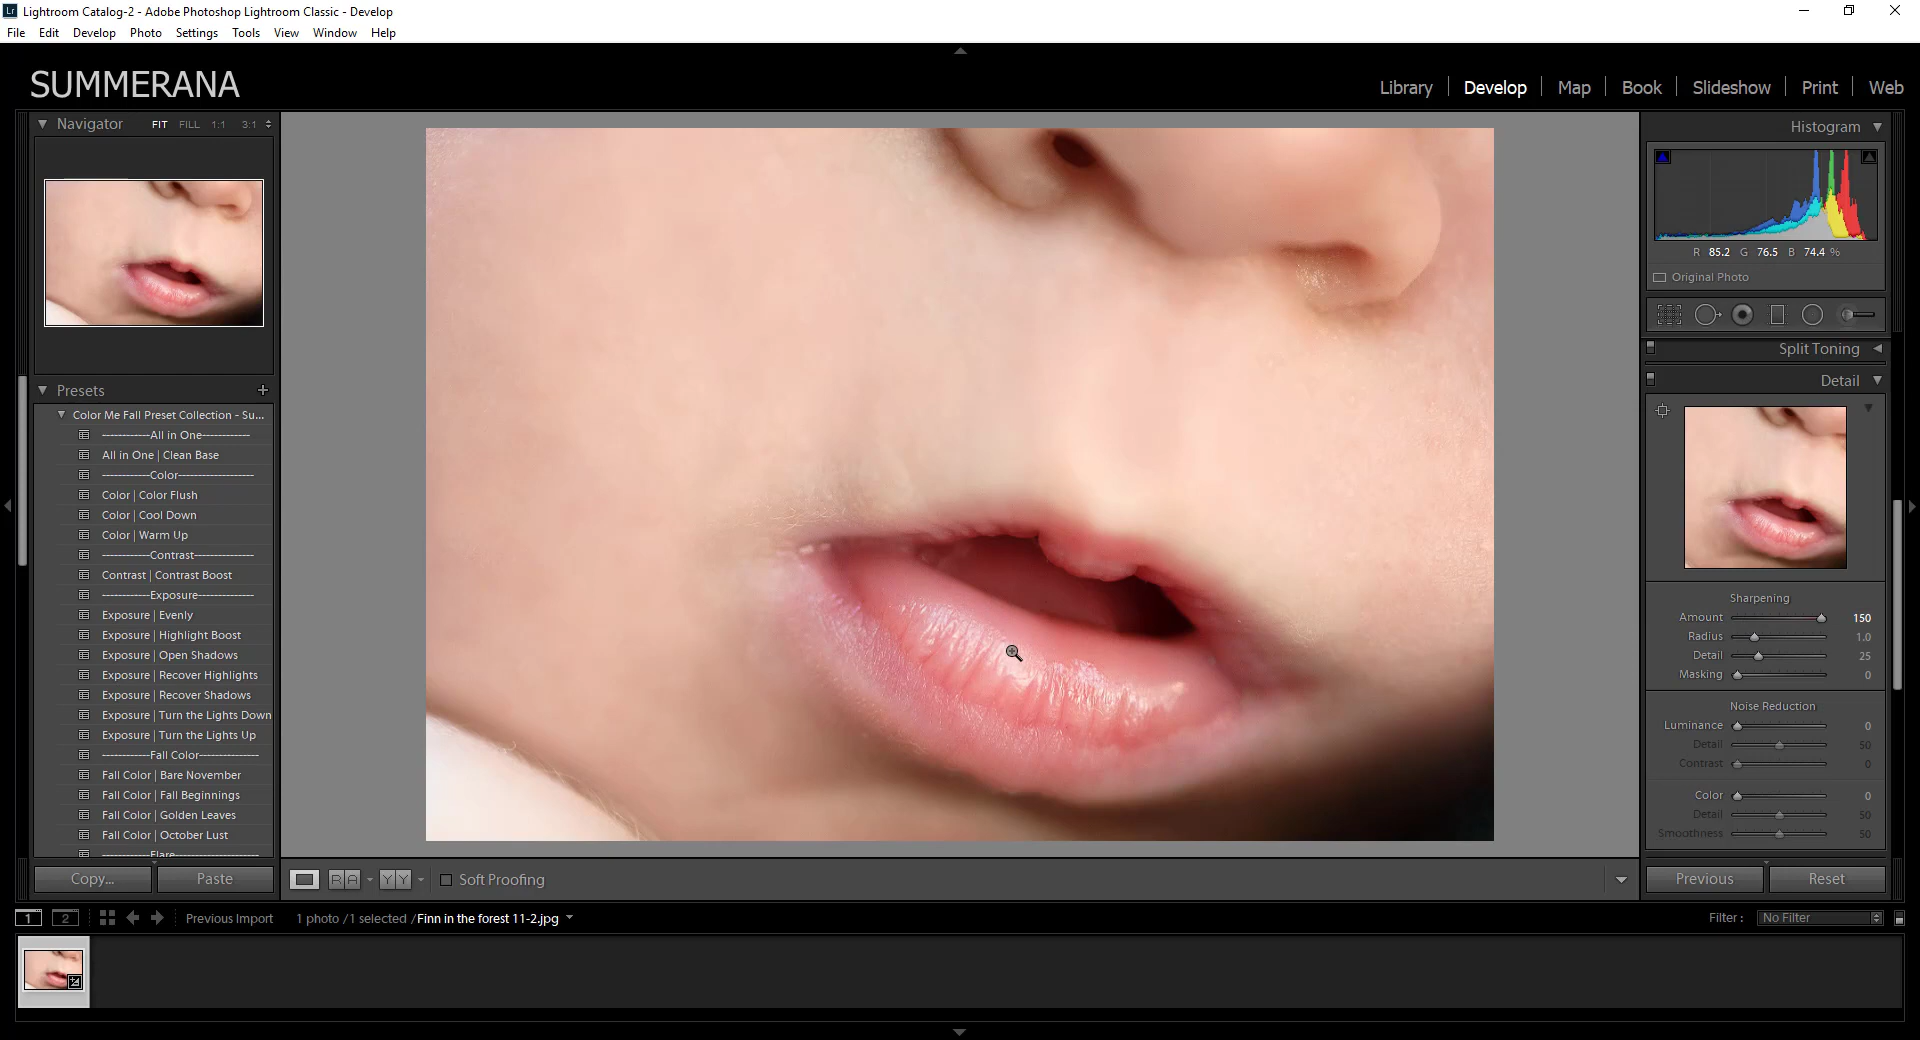 Lightroom Catalog-2 - Adobe Photoshop Lightroom Classic - Develop
File Edit Develop Photo Settings Tools View Window Help
SUMMERANA
Library Develop Map Book Slideshow Print Web
Navigator FIT FILL 1:1 3:1
Presets
Color Me Fall Preset Collection - Su...
------------All in One------------
All in One | Clean Base
------------Color-------------------
Color | Color Flush
Color | Cool Down
Color | Warm Up
------------Contrast---------------
Contrast | Contrast Boost
------------Exposure---------------
Exposure | Evenly
Exposure | Highlight Boost
Exposure | Open Shadows
Exposure | Recover Highlights
Exposure | Recover Shadows
Exposure | Turn the Lights Down
Exposure | Turn the Lights Up
------------Fall Color---------------
Fall Color | Bare November
Fall Color | Fall Beginnings
Fall Color | Golden Leaves
Fall Color | October Lust
------------Flare---------------------
Copy... Paste
Histogram
R 85.2 G 76.5 B 74.4 %
Original Photo
Split Toning
Detail
Sharpening
Amount 150
Radius 1.0
Detail 25
Masking 0
Noise Reduction
Luminance 0
Detail 50
Contrast 0
Color 0
Detail 50
Smoothness 50
Previous Reset
RA YY Soft Proofing
1 2 Previous Import 1 photo /1 selected /Finn in the forest 11-2.jpg
Filter : No Filter